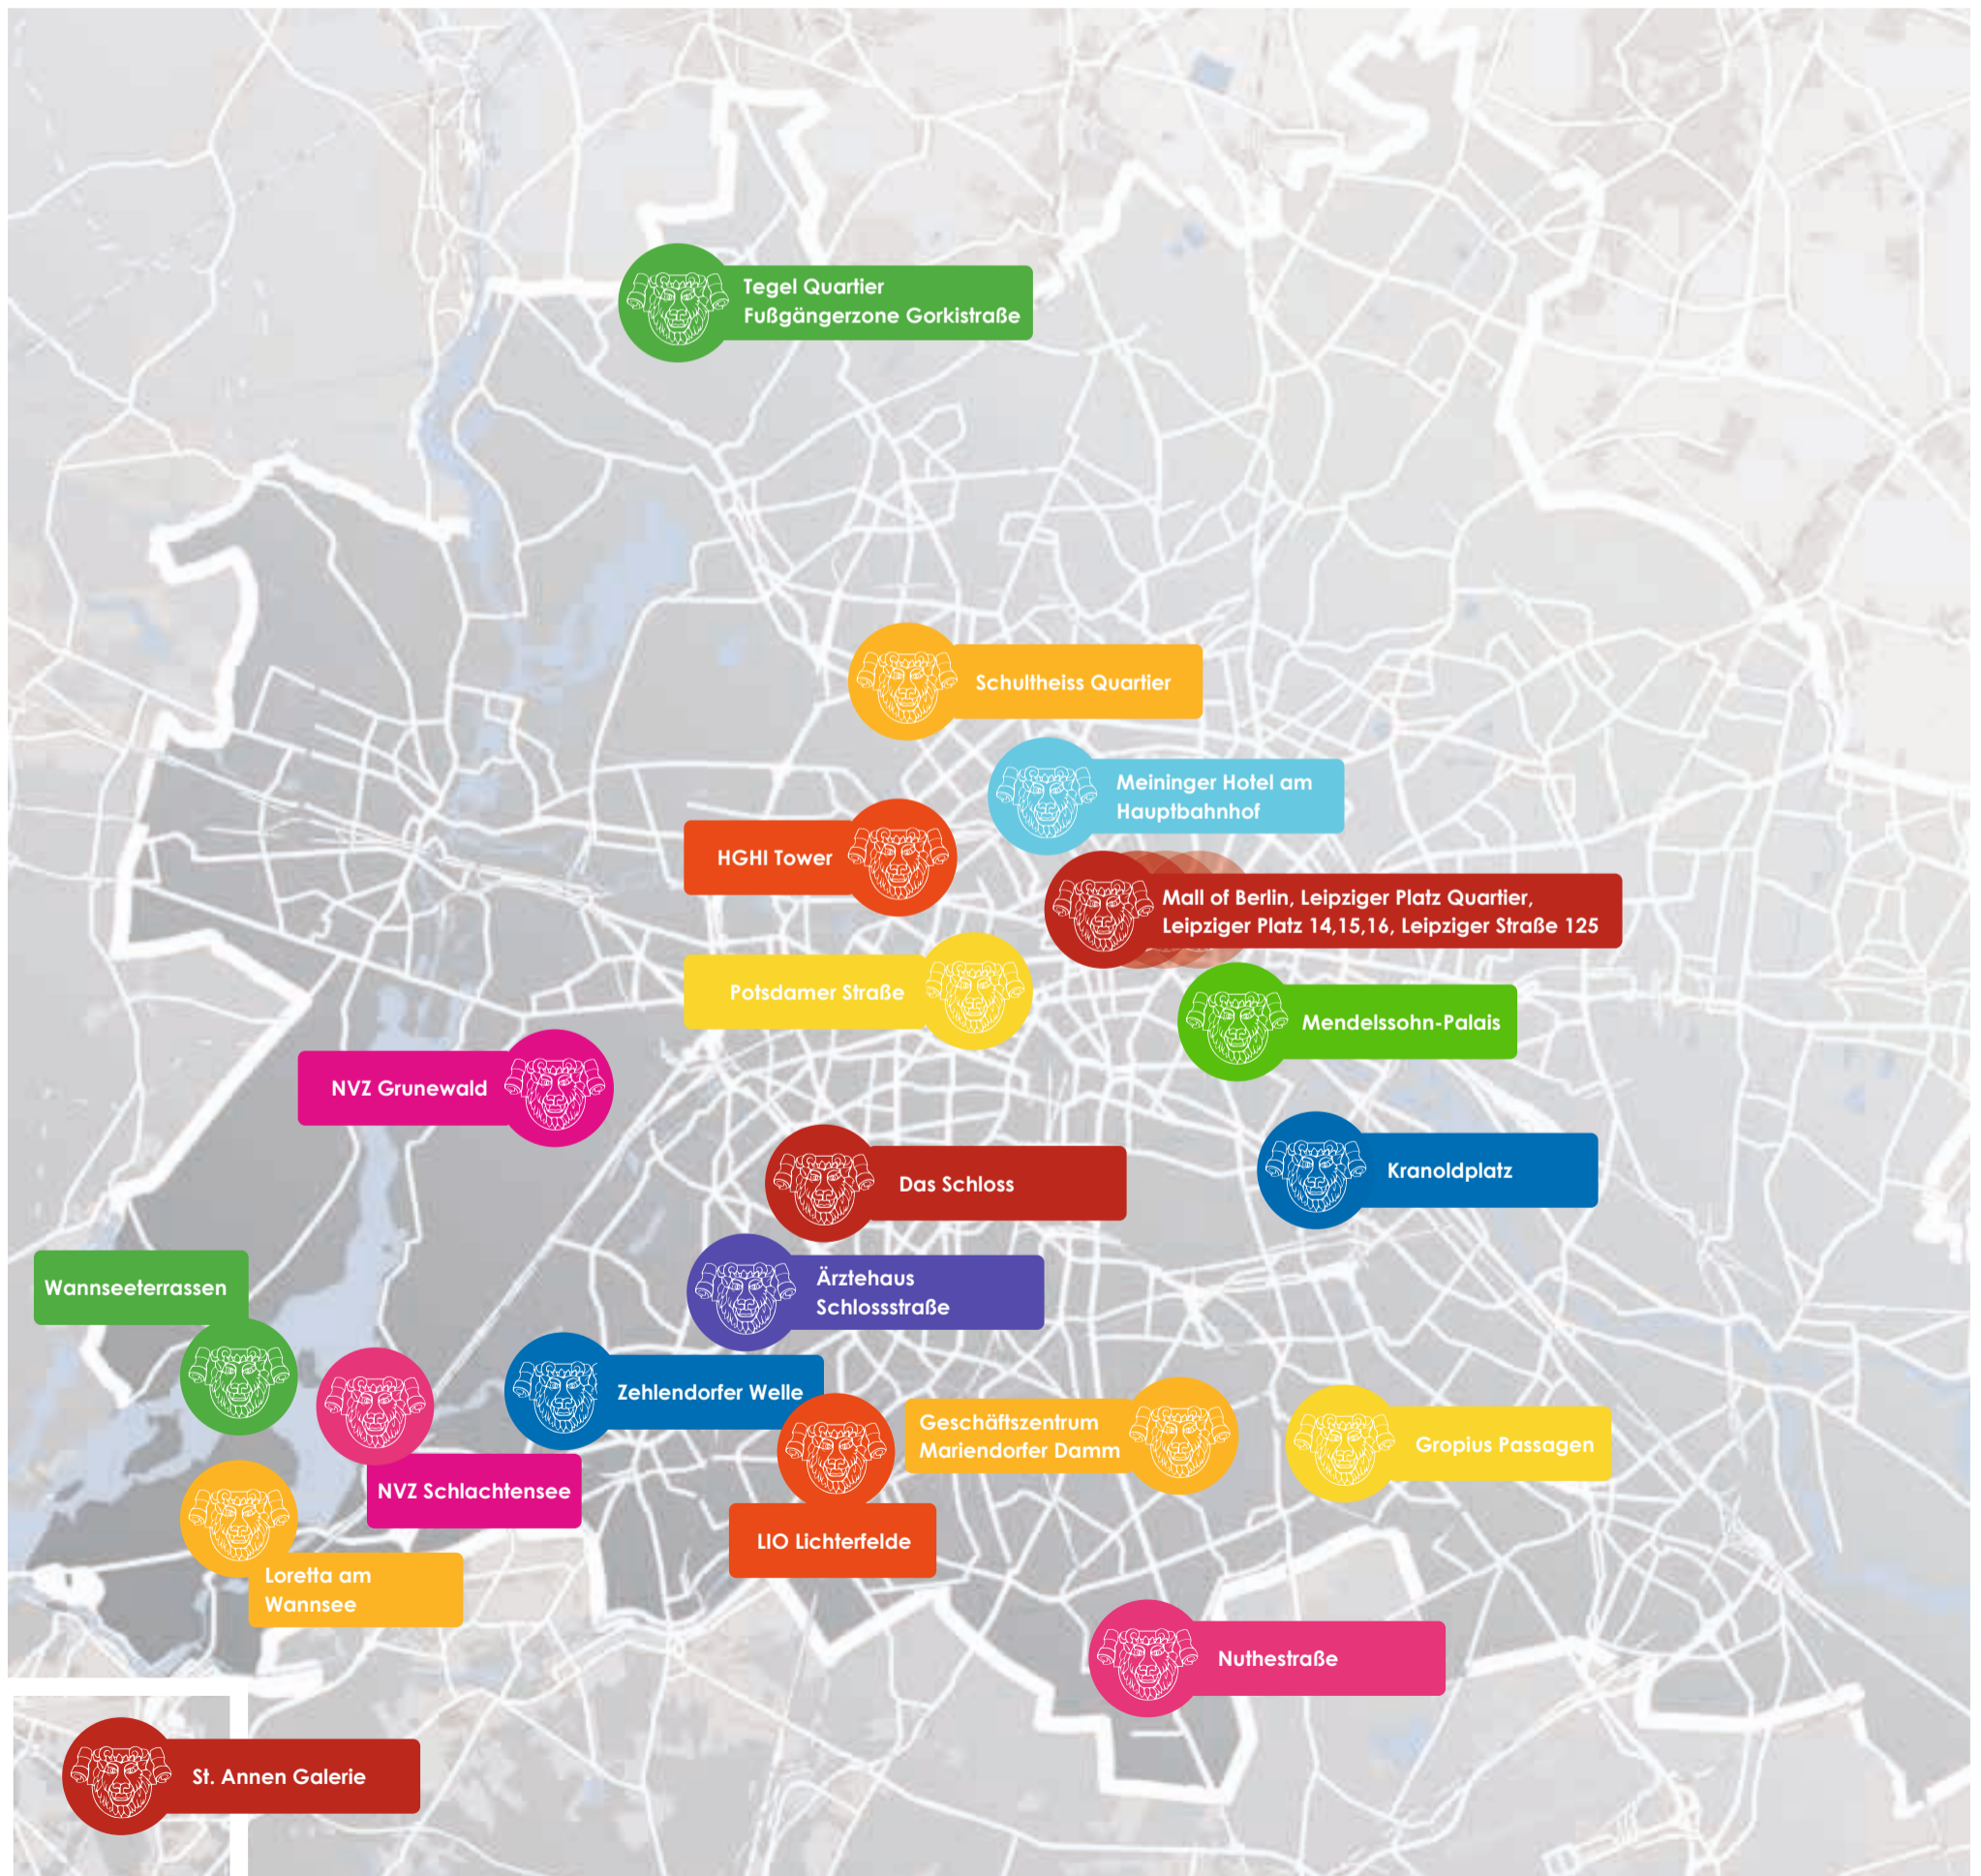 Tegel Quartier
Fußgängerzone Gorkistraße
Schultheiss Quartier
Meininger Hotel am
Hauptbahnhof
HGHI Tower
Mall of Berlin, Leipziger Platz Quartier,
Leipziger Platz 14,15,16, Leipziger Straße 125
Potsdamer Straße
Mendelssohn-Palais
NVZ Grunewald
Das Schloss
Kranoldplatz
Wannseeterrassen
Ärztehaus
Schlossstraße
Zehlendorfer Welle
Geschäftszentrum
Mariendorfer Damm
Gropius Passagen
NVZ Schlachtensee
LIO Lichterfelde
Loretta am
Wannsee
Nuthestraße
St. Annen Galerie